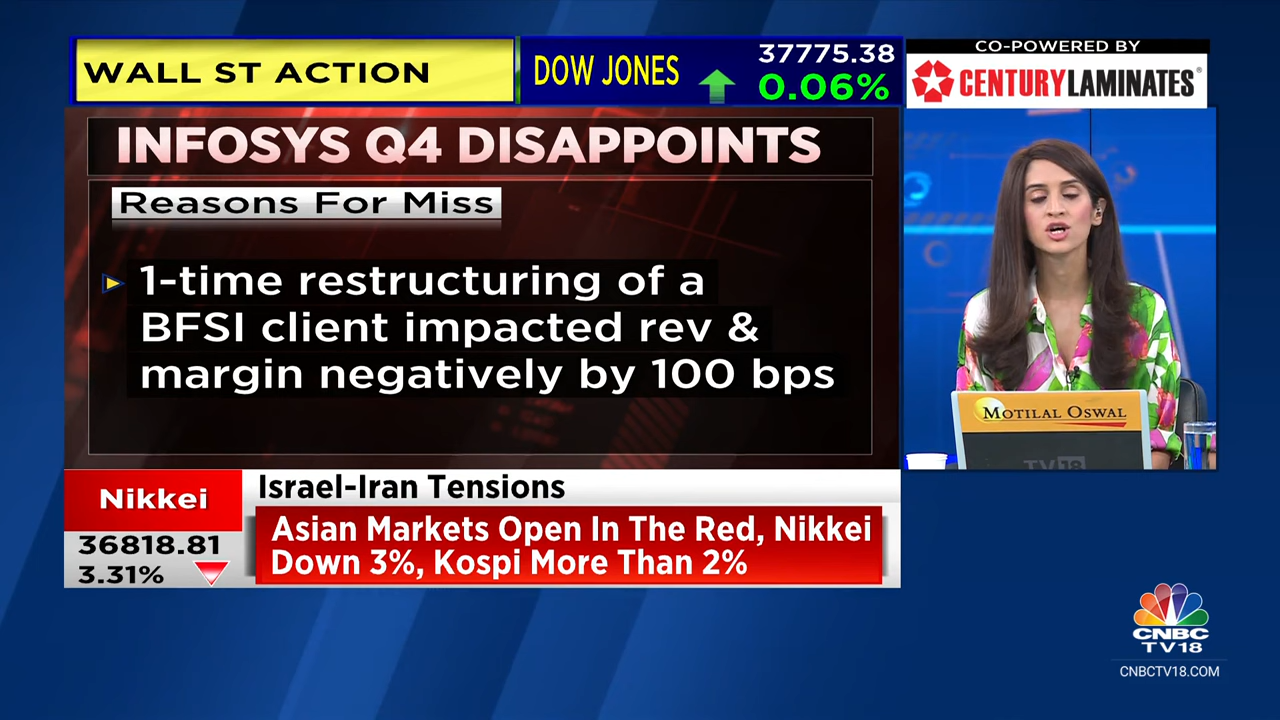 WALL ST ACTION
DOW JONES
37775.38
0.06%
CO-POWERED BY
CENTURYLAMINATES®
INFOSYS Q4 DISAPPOINTS
Reasons For Miss
1-time restructuring of a
BFSI client impacted rev &
margin negatively by 100 bps
MOTILAL OSWAL
TV18
Nikkei
36818.81
3.31%
Israel-Iran Tensions
Asian Markets Open In The Red, Nikkei
Down 3%, Kospi More Than 2%
CNBC
TV18
CNBCTV18.COM